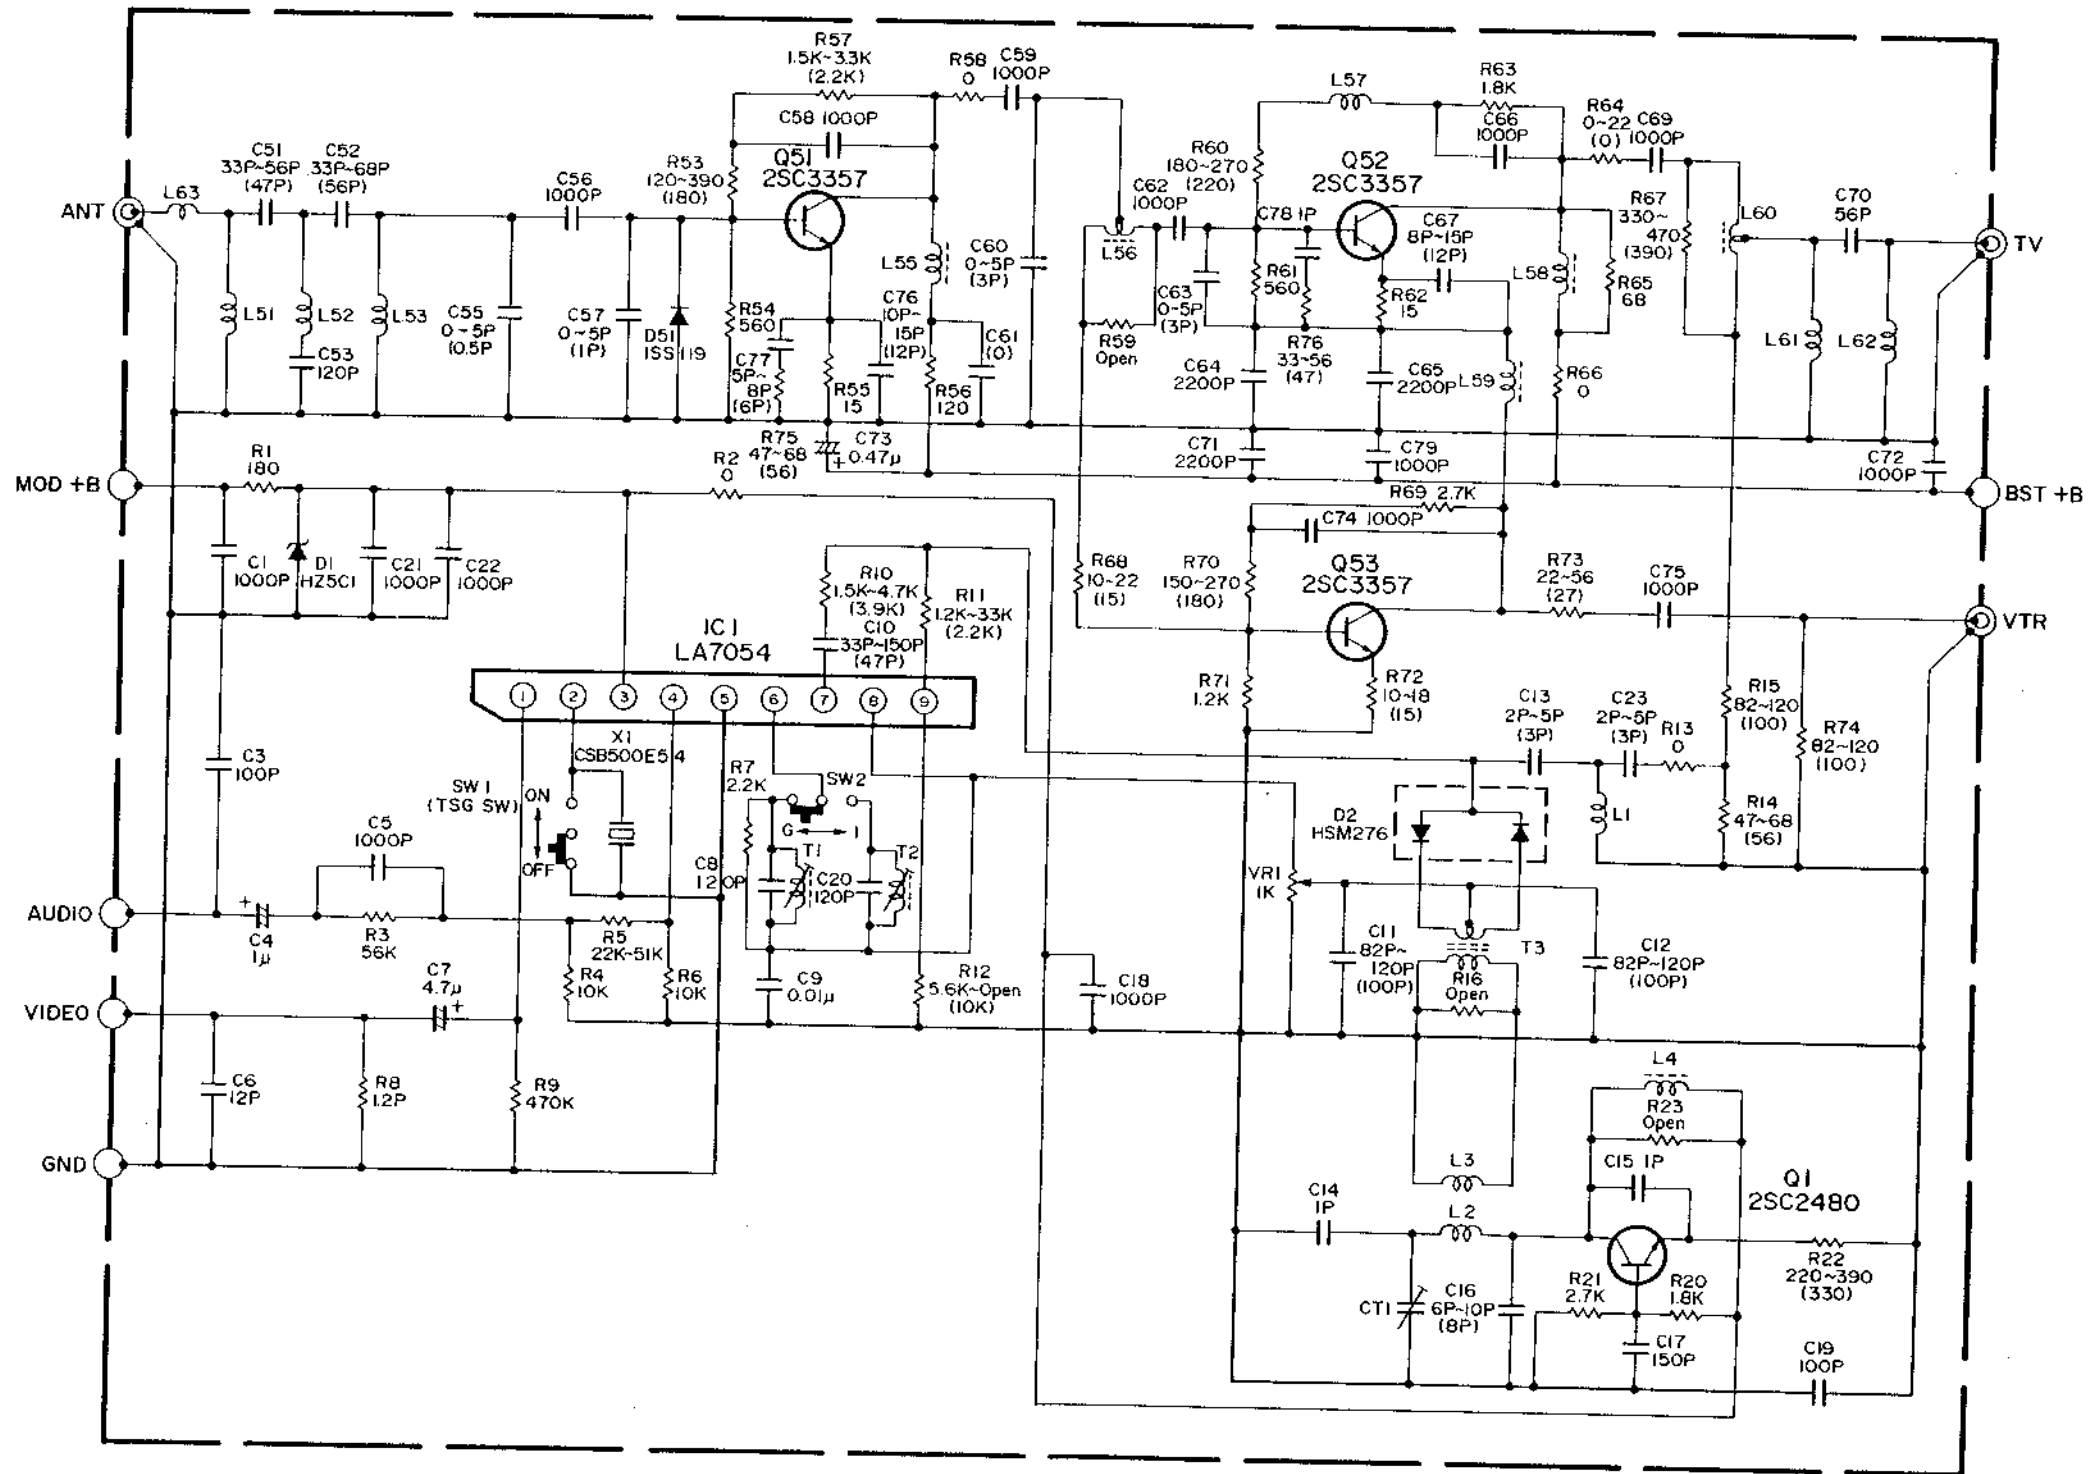 R57
1.5K~3.3K
(2.2K)
R58
0
C59
1000P
L57
R63
1.8K
C58 1000P
C66
1000P
R64
0~22
(0)
C69
1000P
C51
33P~56P
(47P)
C52
33P~68P
(56P)
L63
ANT
C56
1000P
R53
120~390
(180)
Q51
2SC3357
C62
1000P
R60
180~270
(220)
Q52
2SC3357
R67
330~
470
(390)
L60
C70
56P
TV
C78 1P
C67
8P~15P
(12P)
L56
L55
C60
0~5P
(3P)
L58
R65
68
L51
L52
L53
C53
120P
C55
0~5P
(0.5P
C57
0~5P
(1P)
D51
1SS119
R54
560
C77
5P~
8P
(6P)
C76
10P~
15P
(12P)
C61
(0)
R55
15
R56
120
R59
Open
C63
0~5P
(3P)
R61
560
R62
15
R76
33~56
(47)
C64
2200P
C65
2200P
L59
R66
0
L61
L62
R75
47~68
(56)
C73
+ 0.47μ
C71
2200P
C79
1000P
C72
1000P
MOD +B
R1
180
R2
0
BST +B
R69 2.7K
C74 1000P
C1
1000P
D1
HZ5C1
C21
1000P
C22
1000P
R10
1.5K~4.7K
(3.9K)
R11
1.2K~33K
(2.2K)
C10
33P~150P
(47P)
R68
10~22
(15)
R70
150~270
(180)
Q53
2SC3357
R73
22~56
(27)
C75
1000P
VTR
IC1
LA7054
1 2 3 4 5 6 7 8 9
R71
1.2K
R72
10~18
(15)
C13
2P~5P
(3P)
C23
2P~5P
(3P)
R13
0
R15
82~120
(100)
R74
82~120
(100)
C3
100P
X1
CSB500E54
SW1
(TSG SW)
ON
OFF
R7
2.2K
SW2
G I
T1
T2
C8
120P
C20
120P
D2
HSM276
L1
R14
47~68
(56)
VR1
1K
C5
1000P
AUDIO
+
C4
1μ
R3
56K
R5
22K~51K
R4
10K
R6
10K
C9
0.01μ
R12
5.6K~Open
(10K)
C18
1000P
C11
82P~
120P
(100P)
T3
R16
Open
C12
82P~120P
(100P)
VIDEO
C7
4.7μ
+
C6
12P
R8
1.2P
R9
470K
GND
L4
R23
Open
C15 1P
Q1
2SC2480
L3
L2
C14
1P
CT1
C16
6P~10P
(8P)
R21
2.7K
R20
1.8K
R22
220~390
(330)
C17
150P
C19
100P